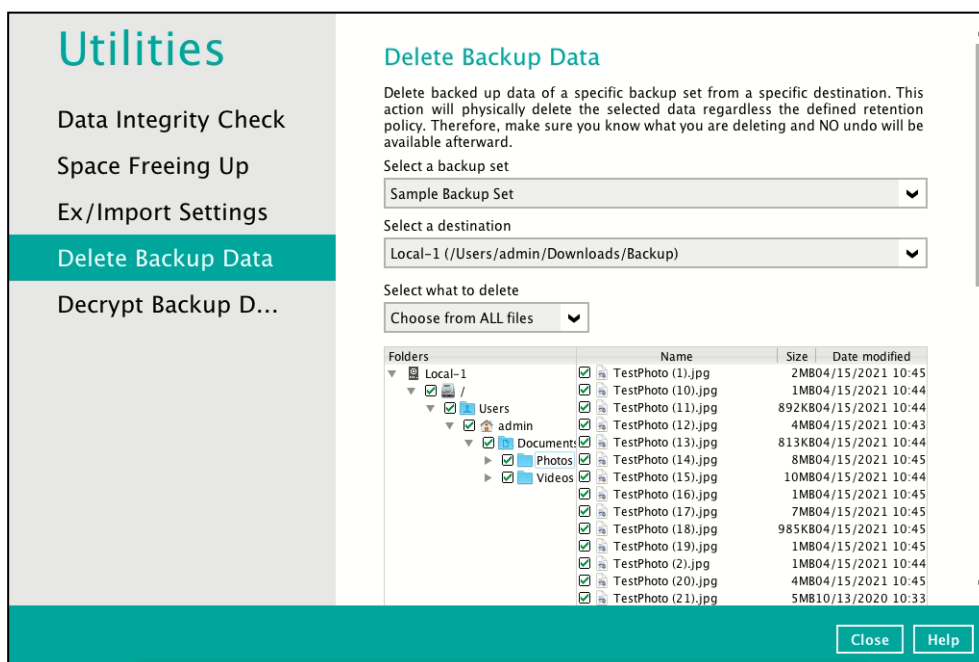 Utilities
Data Integrity Check
Space Freeing Up
Ex/Import Settings
Delete Backup Data
Decrypt Backup D...
Delete Backup Data
Delete backed up data of a specific backup set from a specific destination. This
action will physically delete the selected data regardless the defined retention
policy. Therefore, make sure you know what you are deleting and NO undo will be
available afterward.
Select a backup set
Sample Backup Set
Select a destination
Local-1 (/Users/admin/Downloads/Backup)
Select what to delete
Choose from ALL files
Folders
Local-1
/
Users
admin
Documents
Photos
Videos
Name Size Date modified
TestPhoto (1).jpg 2MB 04/15/2021 10:45
TestPhoto (10).jpg 1MB 04/15/2021 10:44
TestPhoto (11).jpg 892KB 04/15/2021 10:44
TestPhoto (12).jpg 4MB 04/15/2021 10:43
TestPhoto (13).jpg 813KB 04/15/2021 10:44
TestPhoto (14).jpg 8MB 04/15/2021 10:45
TestPhoto (15).jpg 10MB 04/15/2021 10:44
TestPhoto (16).jpg 1MB 04/15/2021 10:45
TestPhoto (17).jpg 7MB 04/15/2021 10:45
TestPhoto (18).jpg 985KB 04/15/2021 10:45
TestPhoto (19).jpg 1MB 04/15/2021 10:45
TestPhoto (2).jpg 1MB 04/15/2021 10:44
TestPhoto (20).jpg 4MB 04/15/2021 10:45
TestPhoto (21).jpg 5MB 10/13/2020 10:33
Close
Help